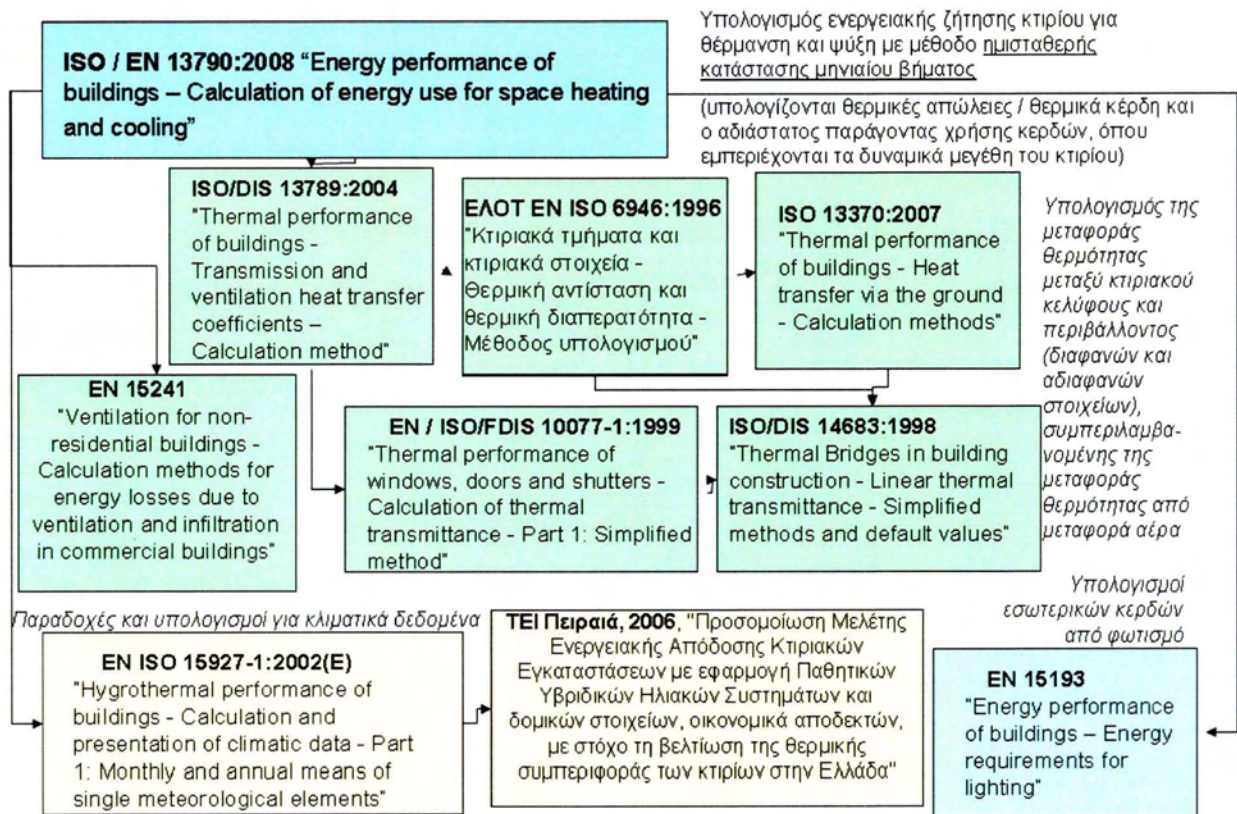 ISO / EN 13790:2008 “Energy performance of
buildings – Calculation of energy use for space heating
and cooling”
Υπολογισμός ενεργειακής ζήτησης κτιρίου για
θέρμανση και ψύξη με μέθοδο ημισταθερής
κατάστασης μηνιαίου βήματος
(υπολογίζονται θερμικές απώλειες / θερμικά κέρδη και
ο αδιάστατος παράγοντας χρήσης κερδών, όπου
εμπεριέχονται τα δυναμικά μεγέθη του κτιρίου)
ISO/DIS 13789:2004
"Thermal performance
of buildings -
Transmission and
ventilation heat transfer
coefficients –
Calculation method"
ΕΛΟΤ EN ISO 6946:1996
"Κτιριακά τμήματα και
κτιριακά στοιχεία -
Θερμική αντίσταση και
θερμική διαπερατότητα -
Μέθοδος υπολογισμού"
ISO 13370:2007
"Thermal performance
of buildings - Heat
transfer via the ground
- Calculation methods"
Υπολογισμός της
μεταφοράς
θερμότητας
μεταξύ κτιριακού
κελύφους και
περιβάλλοντος
(διαφανών και
αδιαφανών
στοιχείων),
συμπεριλαμβα-
νομένης της
μεταφοράς
θερμότητας από
μεταφορά αέρα
EN 15241
"Ventilation for non-
residential buildings -
Calculation methods for
energy losses due to
ventilation and infiltration
in commercial buildings"
EN / ISO/FDIS 10077-1:1999
"Thermal performance of
windows, doors and shutters -
Calculation of thermal
transmittance - Part 1: Simplified
method"
ISO/DIS 14683:1998
"Thermal Bridges in building
construction - Linear thermal
transmittance - Simplified
methods and default values"
Παραδοχές και υπολογισμοί για κλιματικά δεδομένα
EN ISO 15927-1:2002(E)
"Hygrothermal performance of
buildings - Calculation and
presentation of climatic data - Part
1: Monthly and annual means of
single meteorological elements"
ΤΕΙ Πειραιά, 2006, "Προσομοίωση Μελέτης
Ενεργειακής Απόδοσης Κτιριακών
Εγκαταστάσεων με εφαρμογή Παθητικών
Υβριδικών Ηλιακών Συστημάτων και
δομικών στοιχείων, οικονομικά αποδεκτών,
με στόχο τη βελτίωση της θερμικής
συμπεριφοράς των κτιρίων στην Ελλάδα"
Υπολογισμοί
εσωτερικών κερδών
από φωτισμό
EN 15193
"Energy performance
of buildings – Energy
requirements for
lighting"